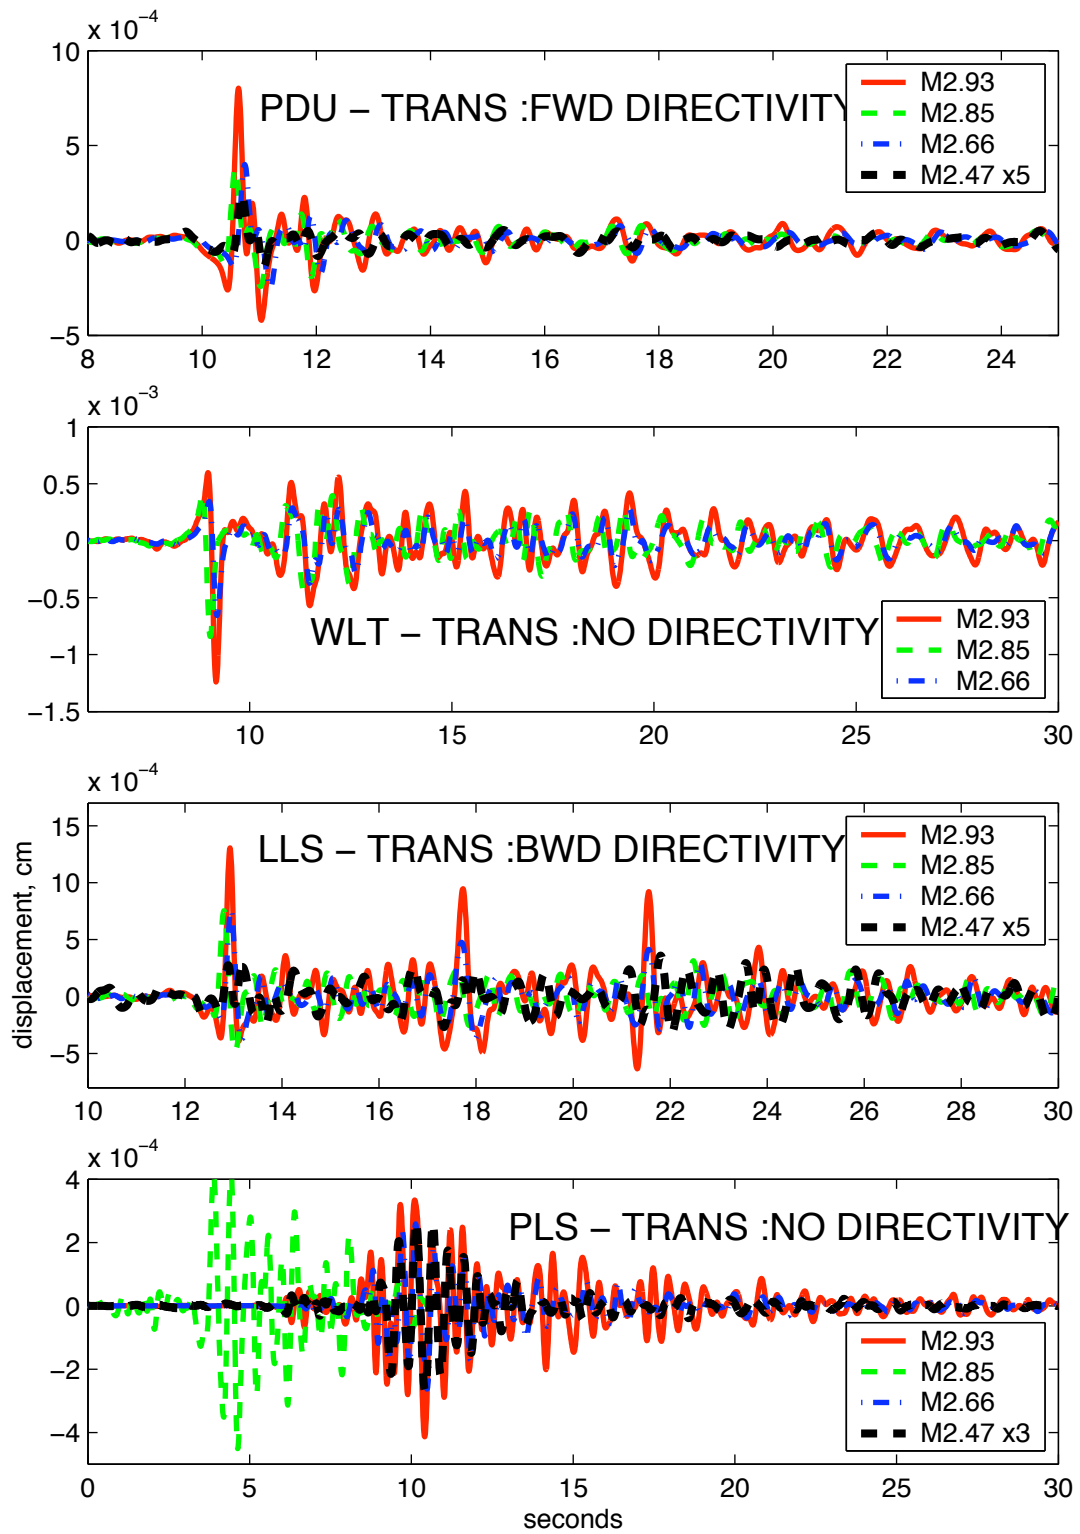 x 10−4
10
5
0
−5
PDU − TRANS :FWD DIRECTIVITY
M2.93
M2.85
M2.66
M2.47 x5
8 10 12 14 16 18 20 22 24
x 10−3
1
0.5
0
−0.5
−1
−1.5
WLT − TRANS :NO DIRECTIVITY
M2.93
M2.85
M2.66
10 15 20 25 30
x 10−4
15
10
5
0
−5
displacement, cm
LLS − TRANS :BWD DIRECTIVITY
M2.93
M2.85
M2.66
M2.47 x5
10 12 14 16 18 20 22 24 26 28 30
x 10−4
4
2
0
−2
−4
PLS − TRANS :NO DIRECTIVITY
M2.93
M2.85
M2.66
M2.47 x3
0 5 10 15 20 25 30
seconds